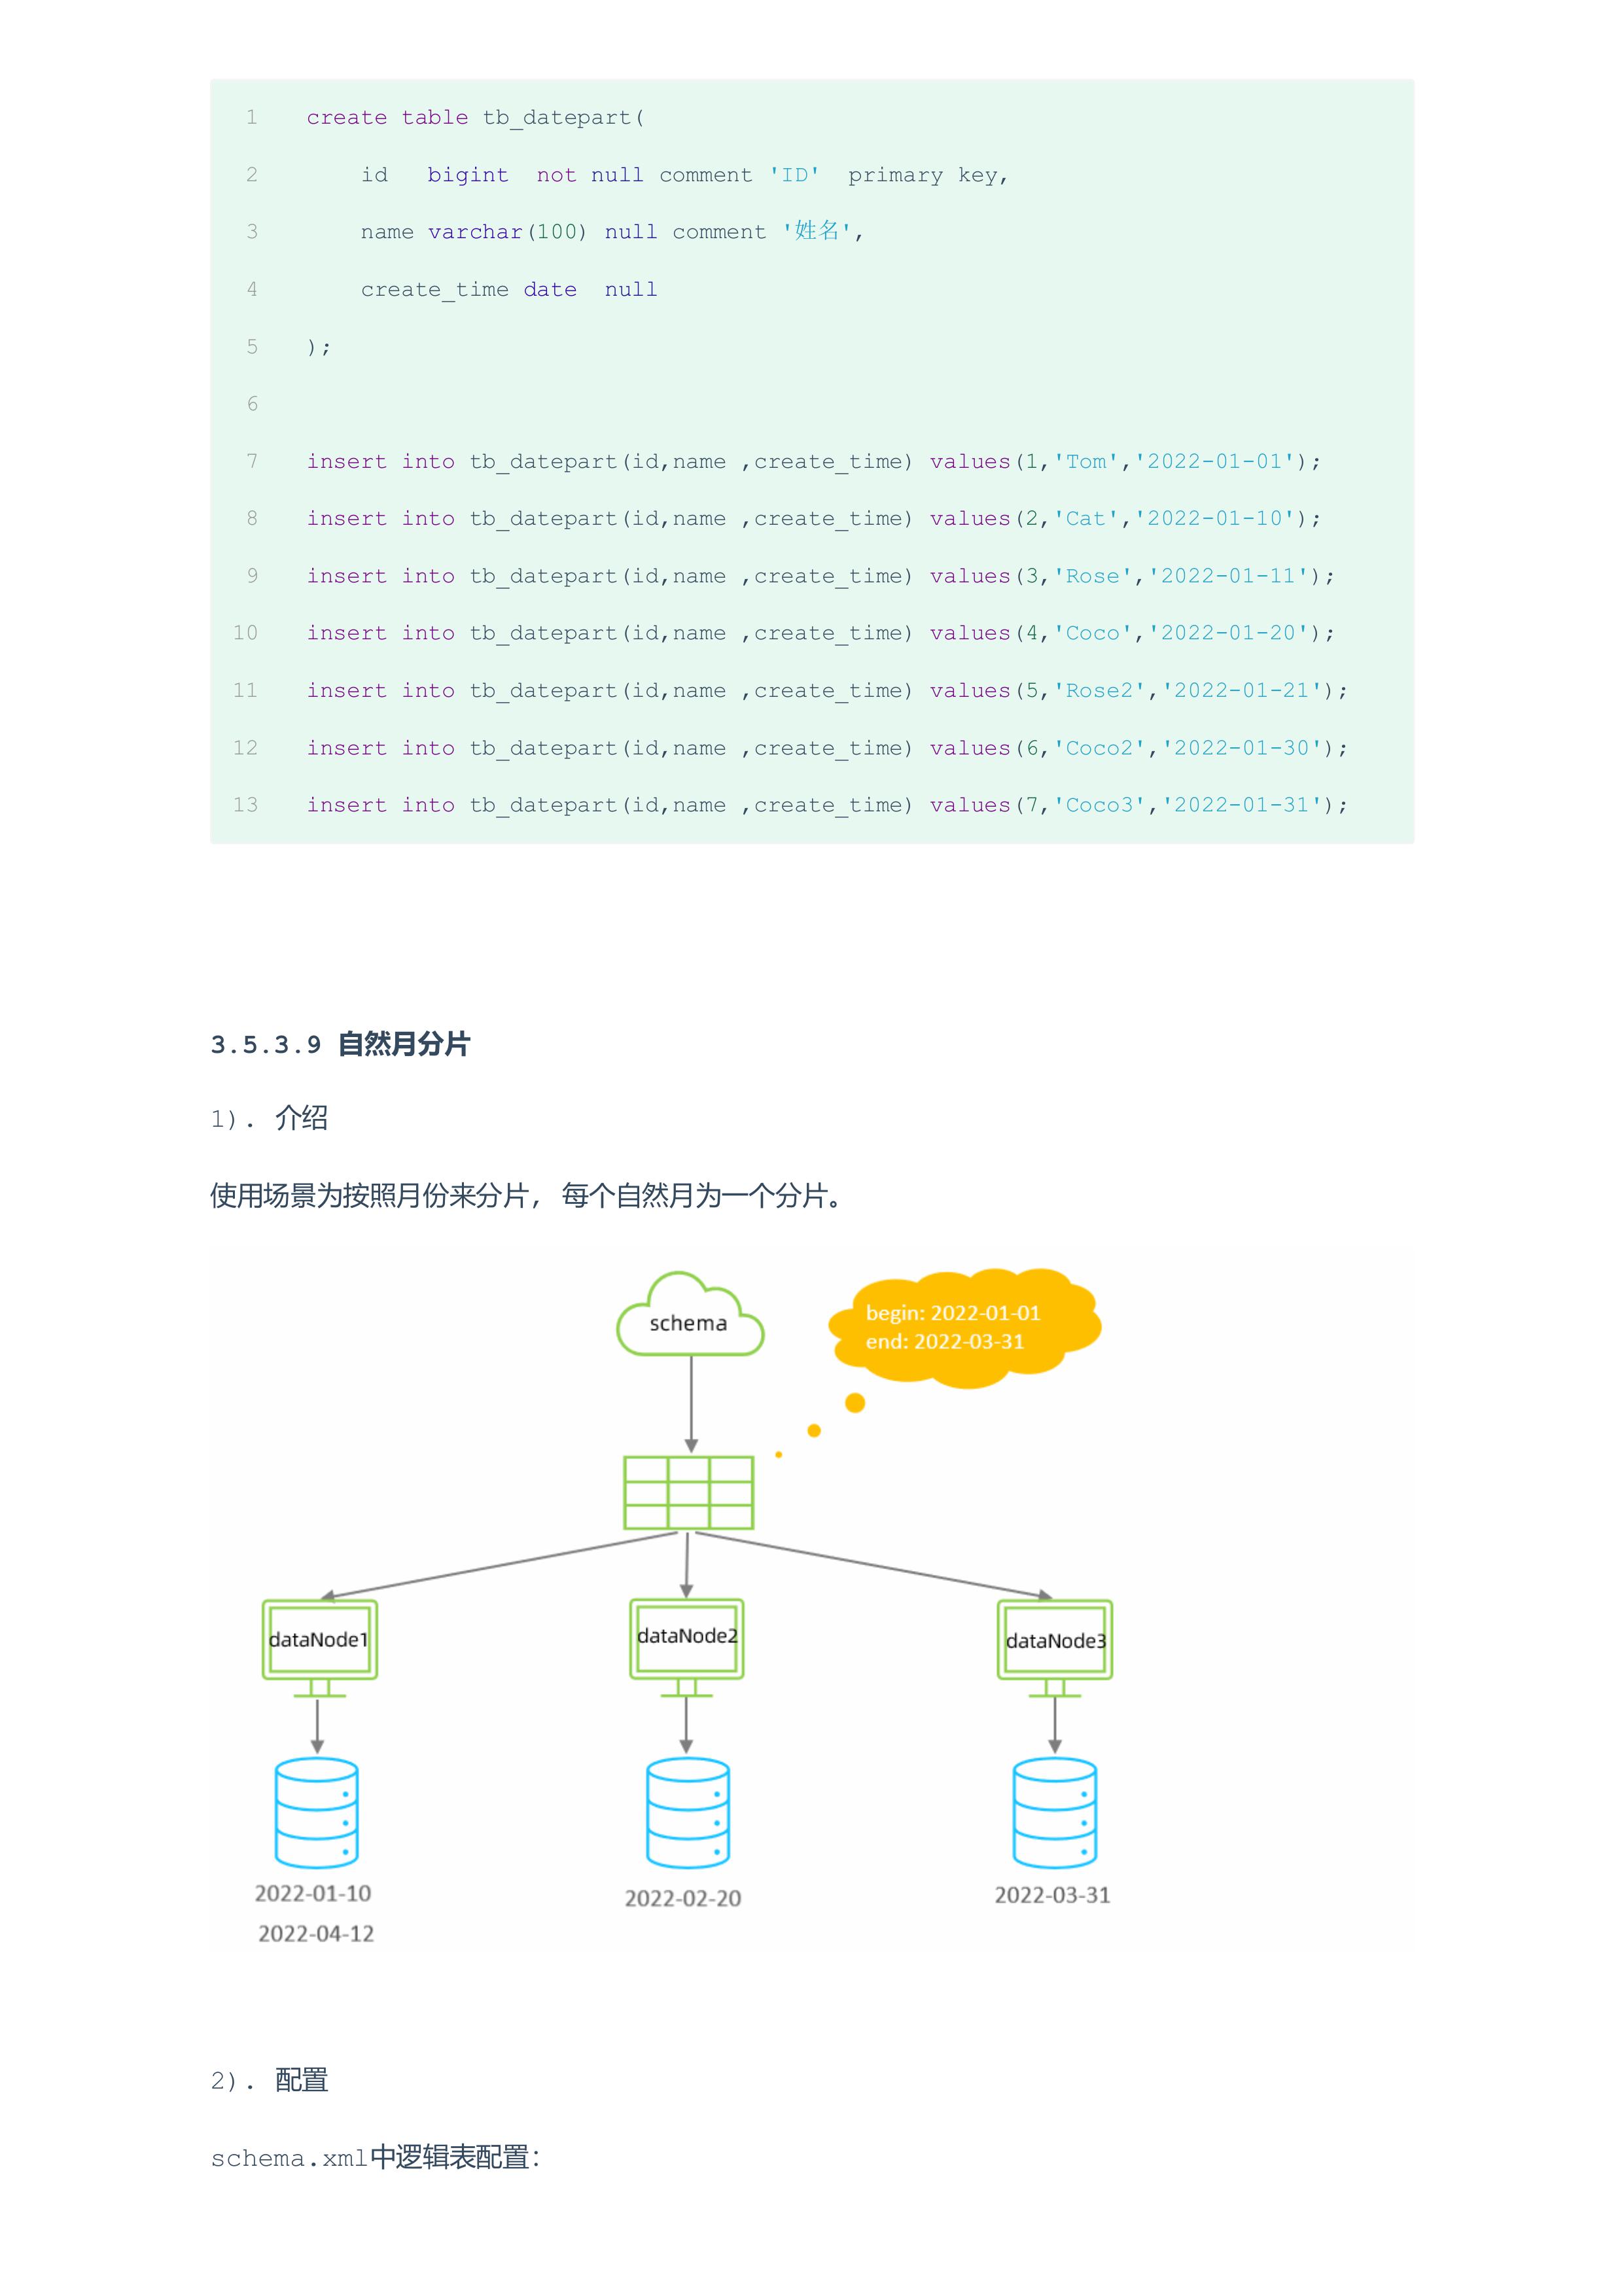 1 create table tb_datepart(
2 id bigint not null comment 'ID' primary key,
3 name varchar(100) null comment '姓名',
4 create_time date null
5 );
6
7 insert into tb_datepart(id,name ,create_time) values(1,'Tom','2022-01-01');
8 insert into tb_datepart(id,name ,create_time) values(2,'Cat','2022-01-10');
9 insert into tb_datepart(id,name ,create_time) values(3,'Rose','2022-01-11');
10 insert into tb_datepart(id,name ,create_time) values(4,'Coco','2022-01-20');
11 insert into tb_datepart(id,name ,create_time) values(5,'Rose2','2022-01-21');
12 insert into tb_datepart(id,name ,create_time) values(6,'Coco2','2022-01-30');
13 insert into tb_datepart(id,name ,create_time) values(7,'Coco3','2022-01-31');
3.5.3.9 自然月分片
1). 介绍
使用场景为按照月份来分片, 每个自然月为一个分片。
schema
begin: 2022-01-01
end: 2022-03-31
dataNode1
dataNode2
dataNode3
2022-01-10
2022-04-12
2022-02-20
2022-03-31
2). 配置
schema.xml中逻辑表配置：